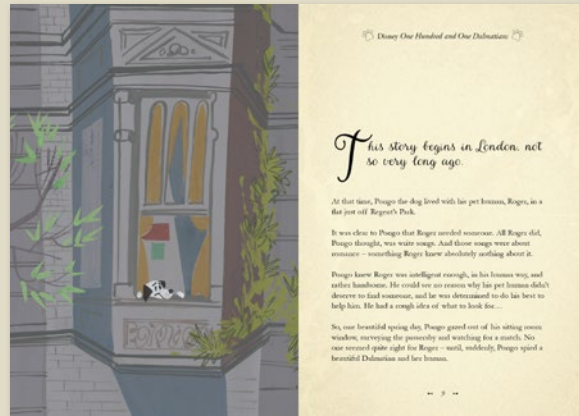 Disney One Hundred and One Dalmatians
This story begins in London, not
so very long ago.
At that time, Pongo the dog lived with his pet human, Roger, in a
flat just off Regent's Park.
It was clear to Pongo that Roger needed someone. All Roger did,
Pongo thought, was write songs. And those songs were about
romance – something Roger knew absolutely nothing about it.
Pongo knew Roger was intelligent enough, in his human way, and
rather handsome. He could see no reason why his pet human didn't
deserve to find someone, and he was determined to do his best to
help him. He had a rough idea of what to look for…
So, one beautiful spring day, Pongo gazed out of his sitting room
window, surveying the passersby and watching for a match. No
one seemed quite right for Roger – until, suddenly, Pongo spied a
beautiful Dalmatian and her human.
9